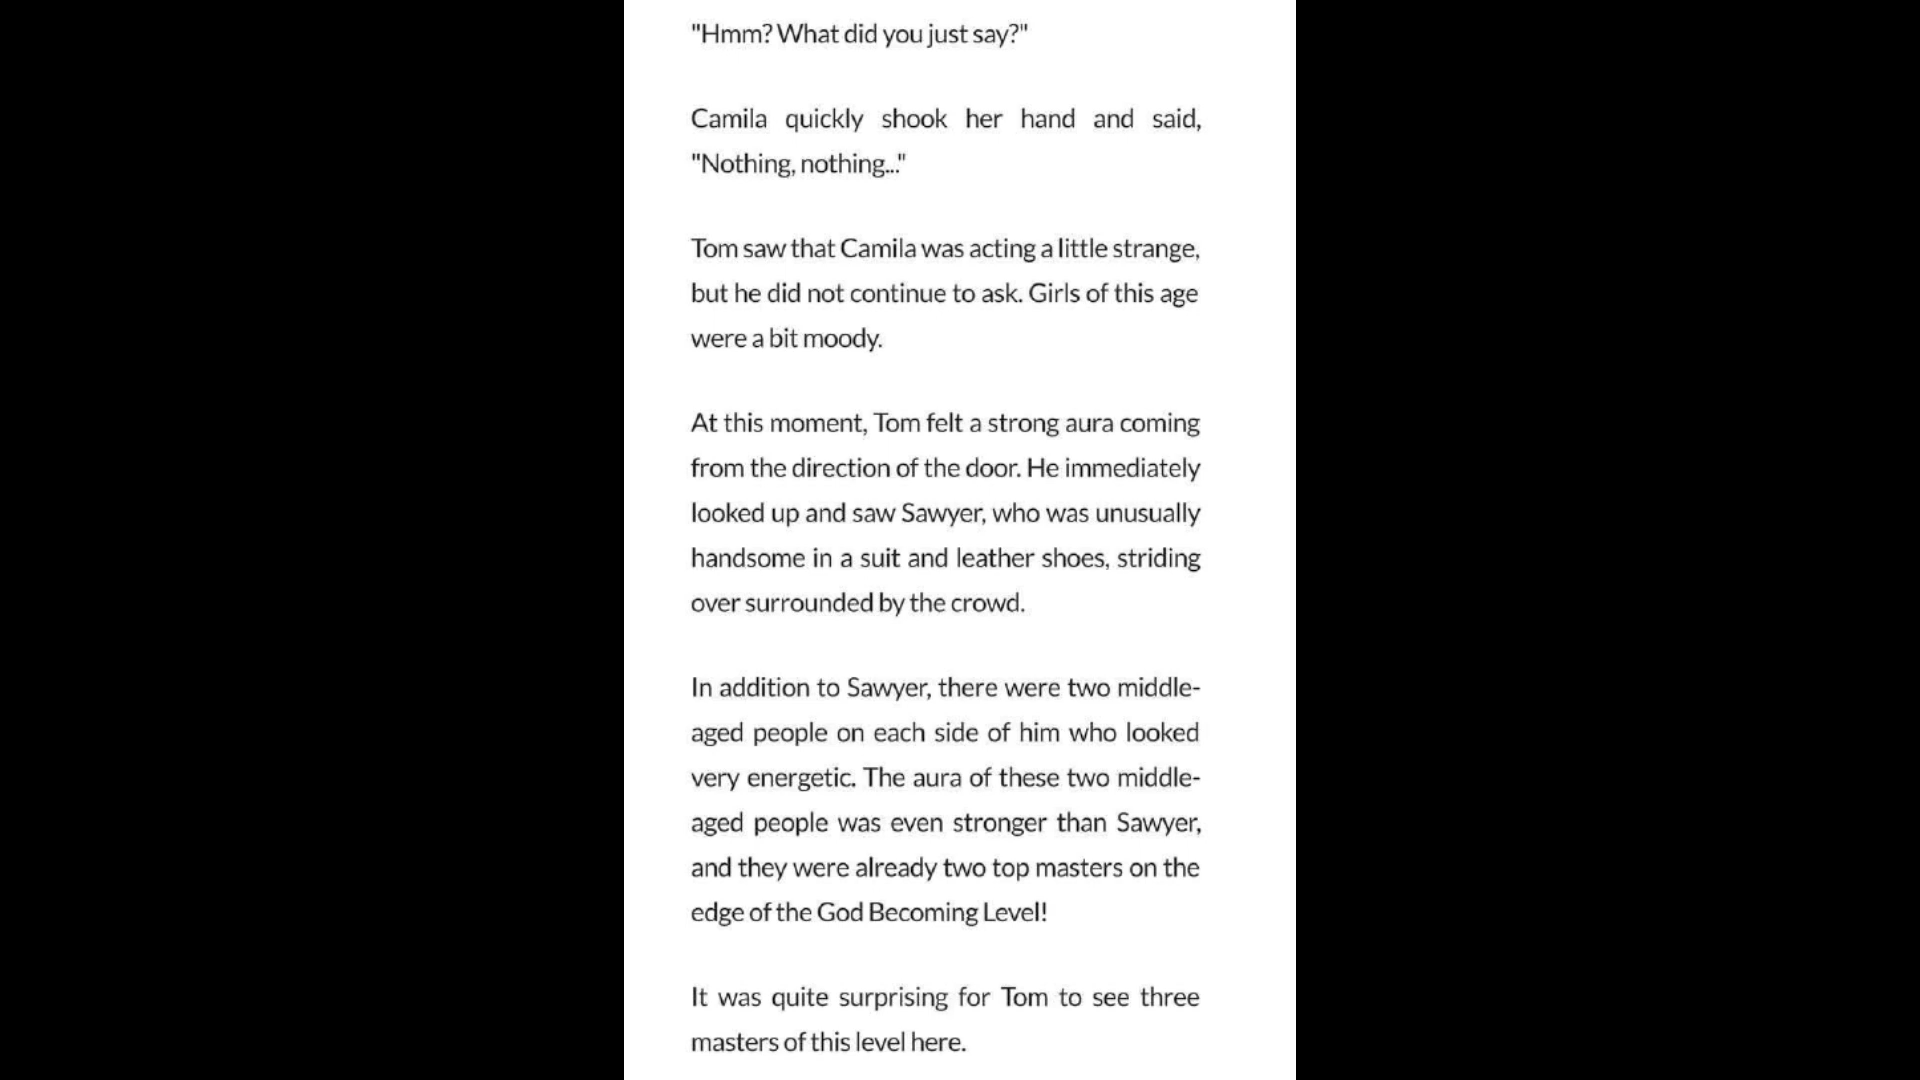 "Hmm? What did you just say?"
Camila quickly shook her hand and said,
"Nothing, nothing..."
Tom saw that Camila was acting a little strange,
but he did not continue to ask. Girls of this age
were a bit moody.
At this moment, Tom felt a strong aura coming
from the direction of the door. He immediately
looked up and saw Sawyer, who was unusually
handsome in a suit and leather shoes, striding
over surrounded by the crowd.
In addition to Sawyer, there were two middle-
aged people on each side of him who looked
very energetic. The aura of these two middle-
aged people was even stronger than Sawyer,
and they were already two top masters on the
edge of the God Becoming Level!
It was quite surprising for Tom to see three
masters of this level here.